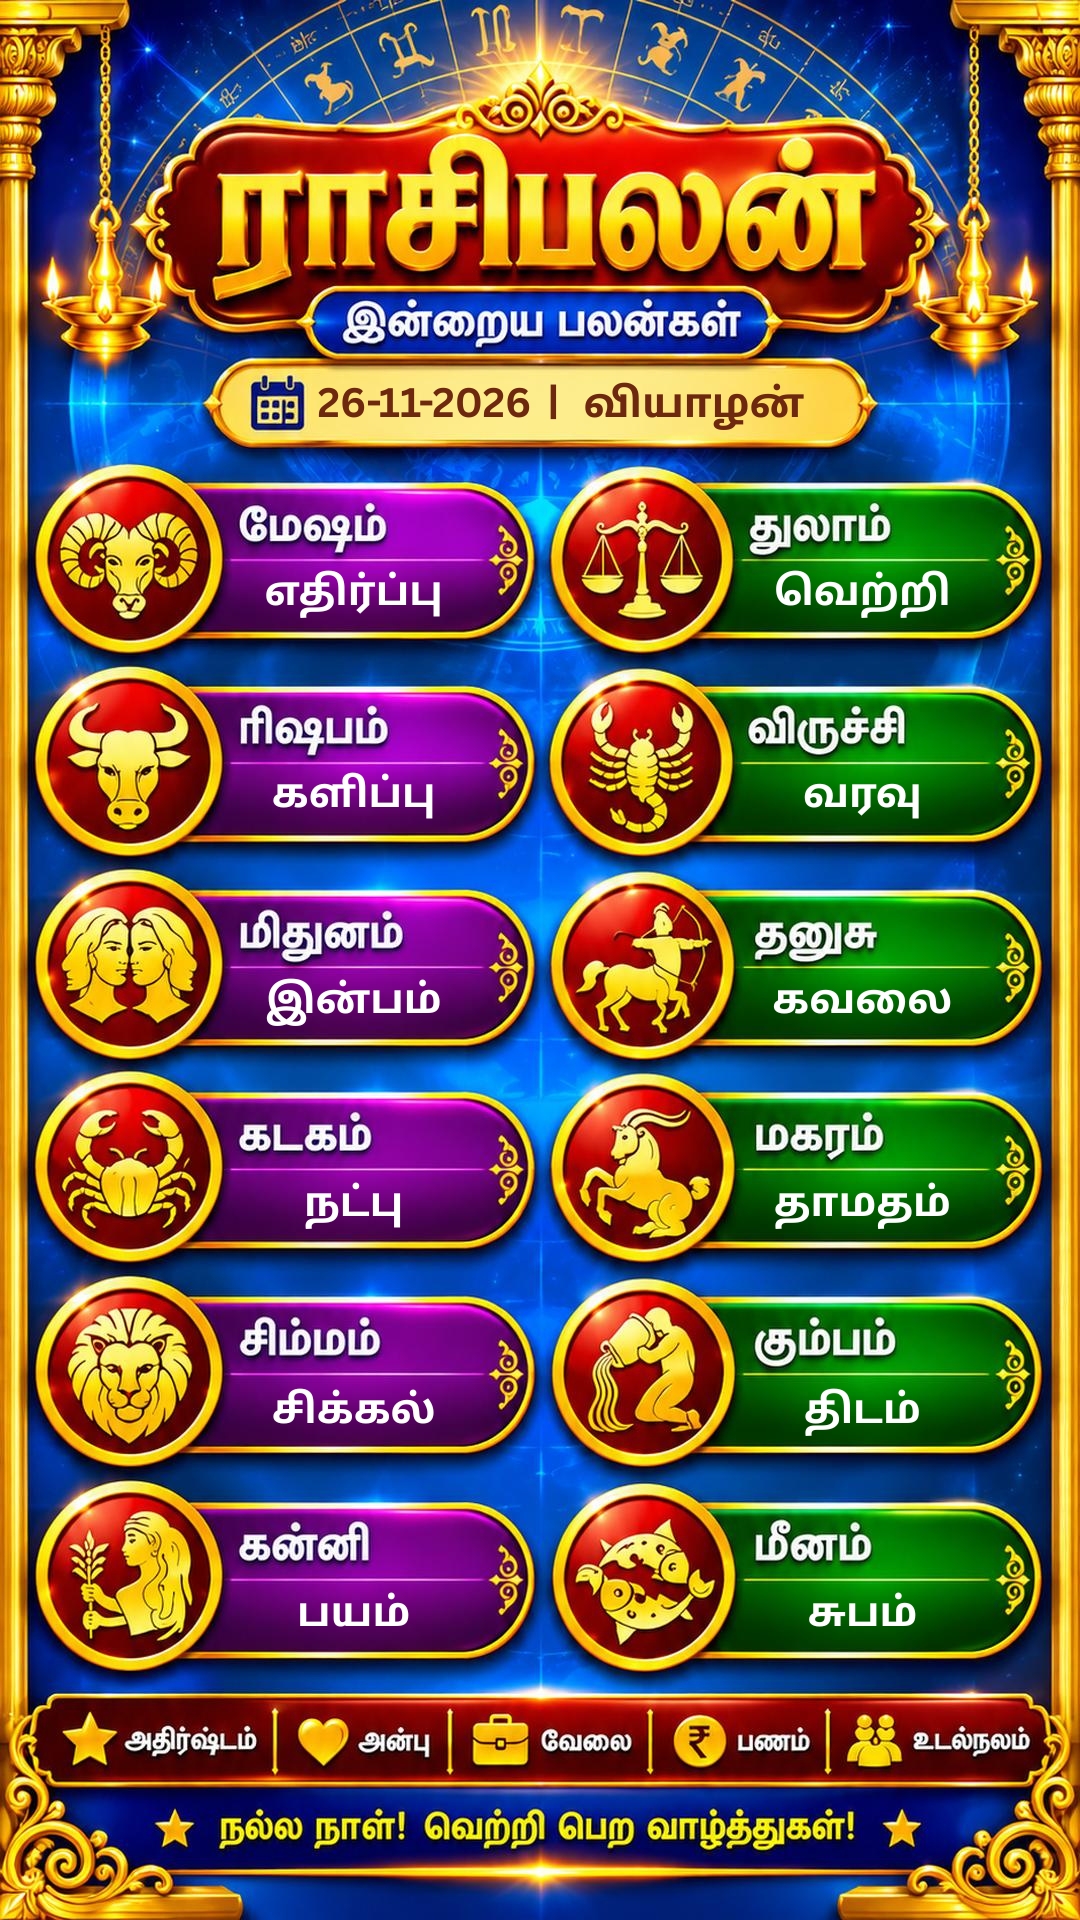 ராசிபலன்
இன்றைய பலன்கள்
26-11-2026 | வியாழன்
மேஷம்
எதிர்ப்பு
துலாம்
வெற்றி
ரிஷபம்
களிப்பு
விருச்சி
வரவு
மிதுனம்
இன்பம்
தனுசு
கவலை
கடகம்
நட்பு
மகரம்
தாமதம்
சிம்மம்
சிக்கல்
கும்பம்
திடம்
கன்னி
பயம்
மீனம்
சுபம்
அதிர்ஷ்டம் அன்பு வேலை ₹ பணம் உடல்நலம்
நல்ல நாள்! வெற்றி பெற வாழ்த்துகள்!